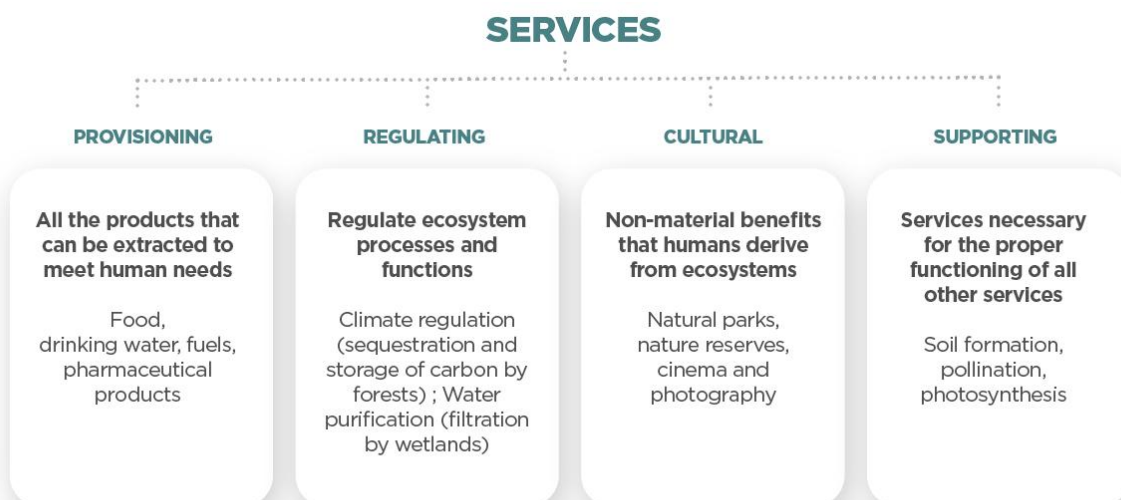 SERVICES
PROVISIONING
All the products that
can be extracted to
meet human needs
Food,
drinking water, fuels,
pharmaceutical
products
REGULATING
Regulate ecosystem
processes and
functions
Climate regulation
(sequestration and
storage of carbon by
forests) ; Water
purification (filtration
by wetlands)
CULTURAL
Non-material benefits
that humans derive
from ecosystems
Natural parks,
nature reserves,
cinema and
photography
SUPPORTING
Services necessary
for the proper
functioning of all
other services
Soil formation,
pollination,
photosynthesis